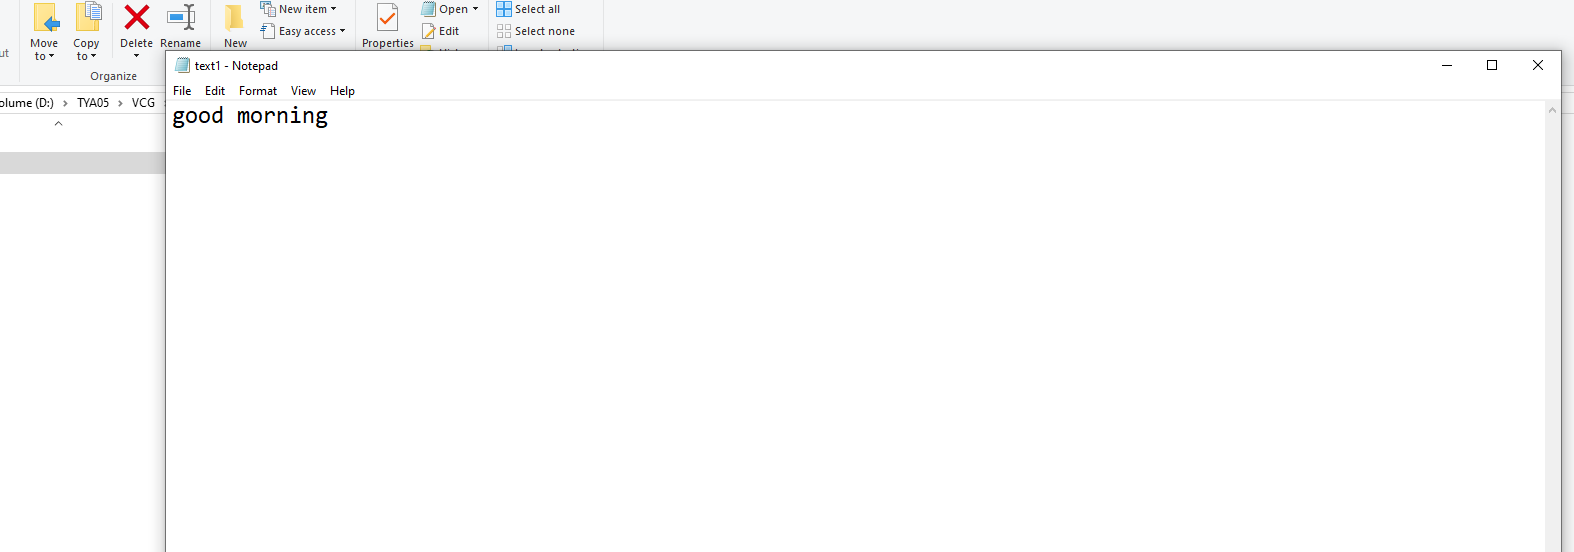 New item
Open
Select all
Easy access
Edit
Select none
Move to
Copy to
Delete
Rename
New
Properties
Organize
text1 - Notepad
File Edit Format View Help
olume (D:) > TYA05 > VCG
good morning